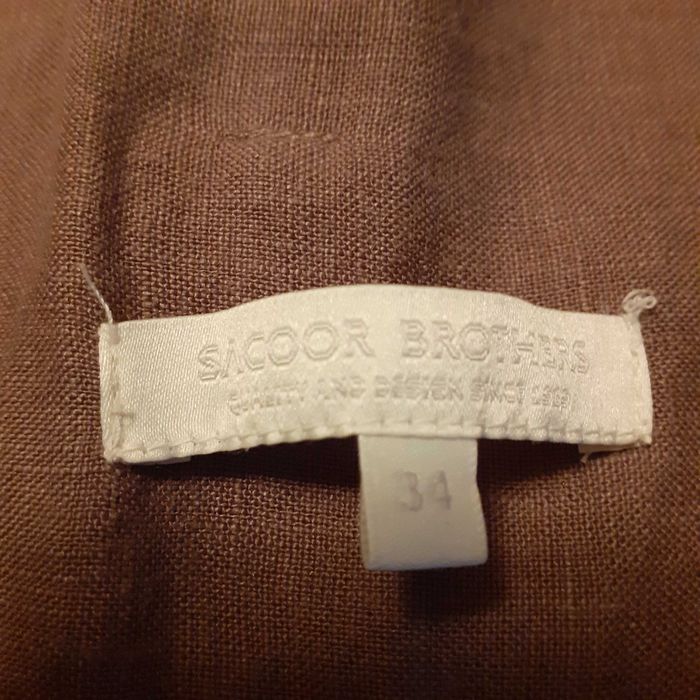 SACOOR BROTHERS
QUALITY AND DESIGN SINCE
34